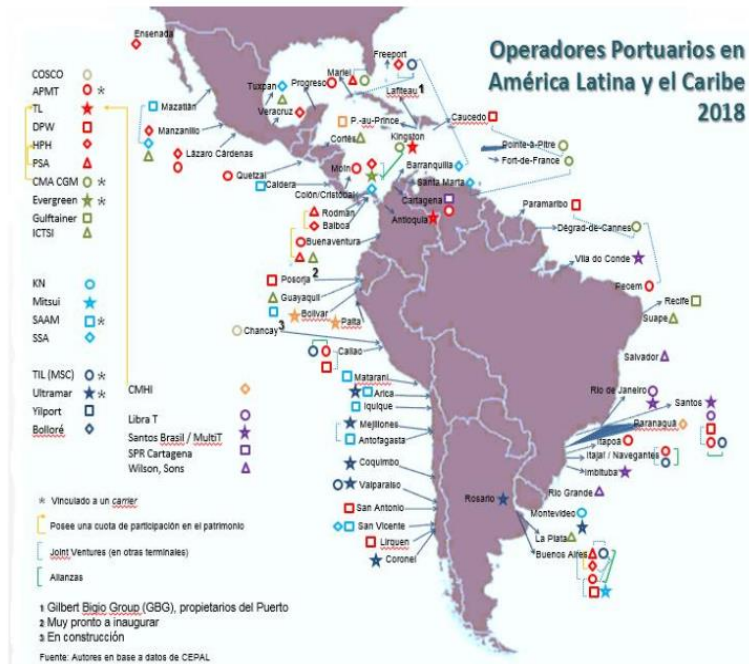 Operadores Portuarios en
América Latina y el Caribe
2018
COSCO
APMT *
TL
DPW
HPH
PSA
CMA CGM *
Evergreen *
Gulftainer
ICTSI
KN
Mitsui
SAAM *
SSA
TIL (MSC) *
Ultramar *
Yilport
Bolloré
CMHI
Libra T
Santos Brasil / MultiT
SPR Cartagena
Wilson, Sons
Ensenada
Mazatlán
Manzanillo
Lázaro Cárdenas
Tuxpan
Veracruz
Progreso
Mariel
Freeport
Lafiteau 1
P.-au-Prince
Caucedo
Kingston
Cortés
Quetzal
Caldera
Moín
Colón/Cristóbal
Barranquilla
Santa Marta
Cartagena
Antioquia
Pointe-à-Pitre
Fort-de-France
Paramaribo
Dégrad-de-Cannes
Vila do Conde
Pecem
Recife
Suape
Salvador
Rodman
Balboa
Buenaventura
2
Posorja
Guayaquil
Bolívar
Paita
Chancay 3
Callao
Matarani
Arica
Iquique
Mejillones
Antofagasta
Coquimbo
Valparaíso
San Antonio
San Vicente
Lirquen
Coronel
Rio de Janeiro
Santos
Paranaguá
Itapoa
Itajaí / Navegantes
Imbituba
Rio Grande
Rosario
Montevideo
La Plata
Buenos Aires
* Vinculado a un carrier
Posee una cuota de participación en el patrimonio
Joint Ventures (en otras terminales)
Alianzas
1 Gilbert Bigio Group (GBG), propietarios del Puerto
2 Muy pronto a inaugurar
3 En construcción
Fuente: Autores en base a datos de CEPAL